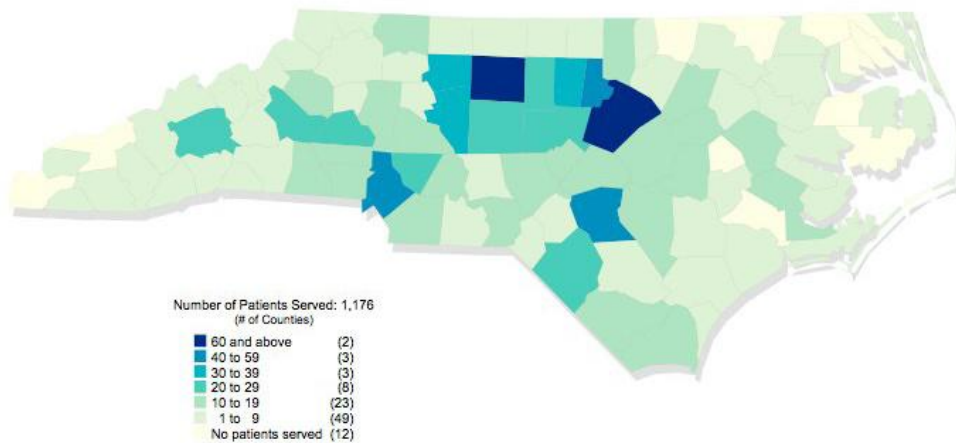 Number of Patients Served: 1,176
(# of Counties)
60 and above (2)
40 to 59 (3)
30 to 39 (3)
20 to 29 (8)
10 to 19 (23)
1 to 9 (49)
No patients served (12)